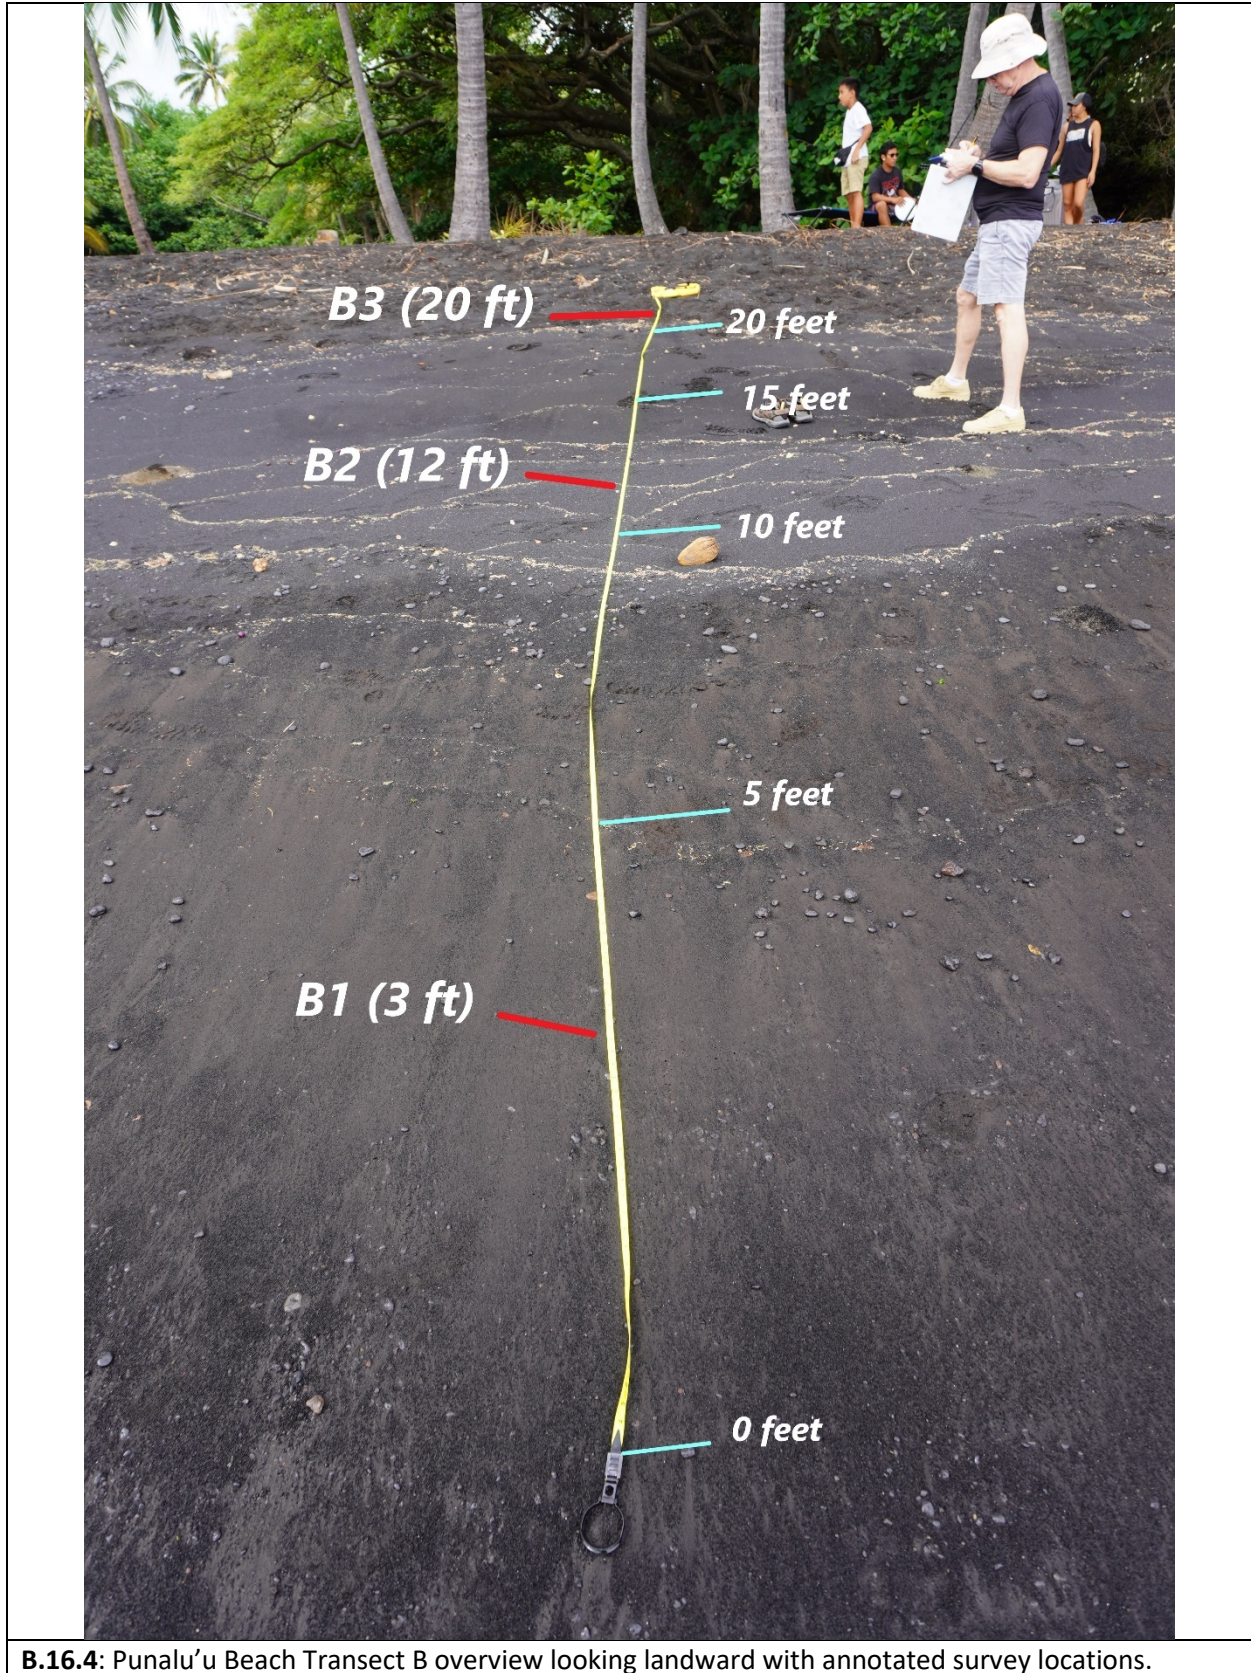 B3 (20 ft)
20 feet
15 feet
B2 (12 ft)
10 feet
5 feet
B1 (3 ft)
0 feet
B.16.4: Punalu’u Beach Transect B overview looking landward with annotated survey locations.